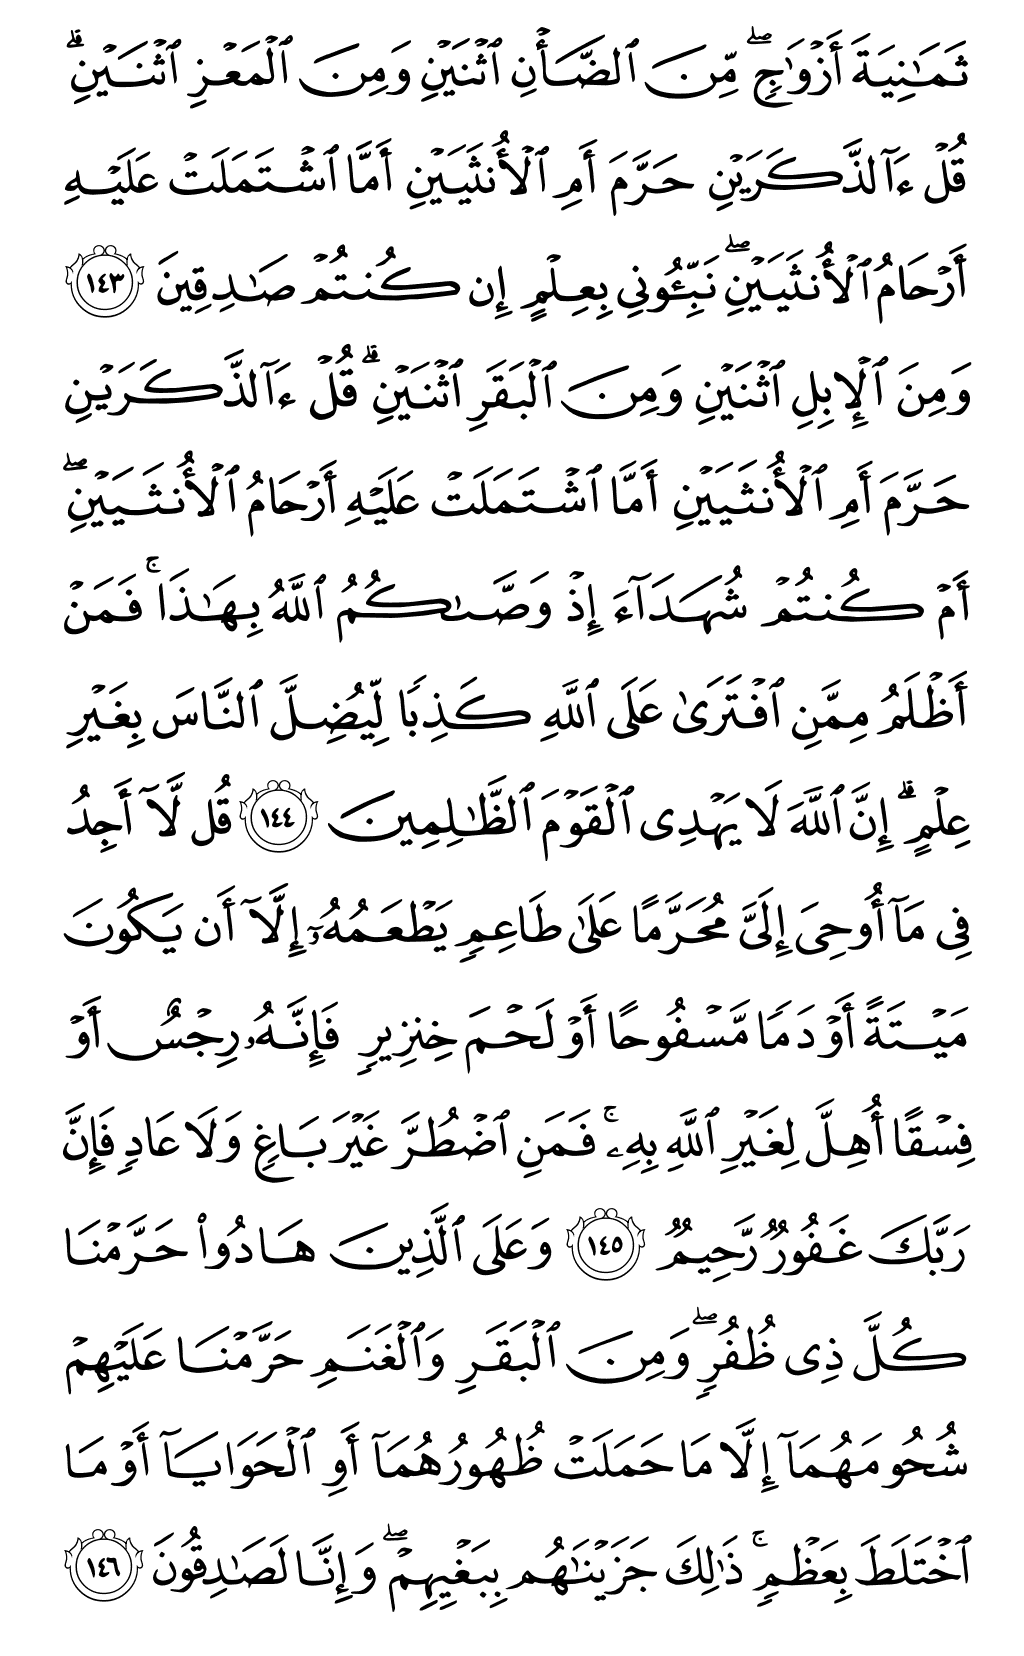 ثَمَـٰنِيَةَ أَزْوَٰجٍۖ مِّنَ ٱلضَّأْنِ ٱثْنَيْنِ وَمِنَ ٱلْمَعْزِ ٱثْنَيْنِۗ
قُلْ ءَآلذَّكَرَيْنِ حَرَّمَ أَمِ ٱلْأُنثَيَيْنِ أَمَّا ٱشْتَمَلَتْ عَلَيْهِ
أَرْحَامُ ٱلْأُنثَيَيْنِۖ نَبِّـُٔونِي بِعِلْمٍ إِن كُنتُمْ صَـٰدِقِينَ ١٤٣
وَمِنَ ٱلْإِبِلِ ٱثْنَيْنِ وَمِنَ ٱلْبَقَرِ ٱثْنَيْنِۗ قُلْ ءَآلذَّكَرَيْنِ
حَرَّمَ أَمِ ٱلْأُنثَيَيْنِ أَمَّا ٱشْتَمَلَتْ عَلَيْهِ أَرْحَامُ ٱلْأُنثَيَيْنِۖ
أَمْ كُنتُمْ شُهَدَآءَ إِذْ وَصَّىٰكُمُ ٱللَّهُ بِهَـٰذَاۚ فَمَنْ
أَظْلَمُ مِمَّنِ ٱفْتَرَىٰ عَلَى ٱللَّهِ كَذِبًا لِّيُضِلَّ ٱلنَّاسَ بِغَيْرِ
عِلْمٍۗ إِنَّ ٱللَّهَ لَا يَهْدِى ٱلْقَوْمَ ٱلظَّـٰلِمِينَ ١٤٤ قُل لَّآ أَجِدُ
فِى مَآ أُوحِىَ إِلَىَّ مُحَرَّمًا عَلَىٰ طَاعِمٍ يَطْعَمُهُۥٓ إِلَّآ أَن يَكُونَ
مَيْتَةً أَوْ دَمًا مَّسْفُوحًا أَوْ لَحْمَ خِنزِيرٍ فَإِنَّهُۥ رِجْسٌ أَوْ
فِسْقًا أُهِلَّ لِغَيْرِ ٱللَّهِ بِهِۦۚ فَمَنِ ٱضْطُرَّ غَيْرَ بَاغٍ وَلَا عَادٍ فَإِنَّ
رَبَّكَ غَفُورٌ رَّحِيمٌ ١٤٥ وَعَلَى ٱلَّذِينَ هَادُوا۟ حَرَّمْنَا
كُلَّ ذِى ظُفُرٍۖ وَمِنَ ٱلْبَقَرِ وَٱلْغَنَمِ حَرَّمْنَا عَلَيْهِمْ
شُحُومَهُمَآ إِلَّا مَا حَمَلَتْ ظُهُورُهُمَآ أَوِ ٱلْحَوَايَآ أَوْ مَا
ٱخْتَلَطَ بِعَظْمٍۚ ذَٰلِكَ جَزَيْنَـٰهُم بِبَغْيِهِمْۖ وَإِنَّا لَصَـٰدِقُونَ ١٤٦